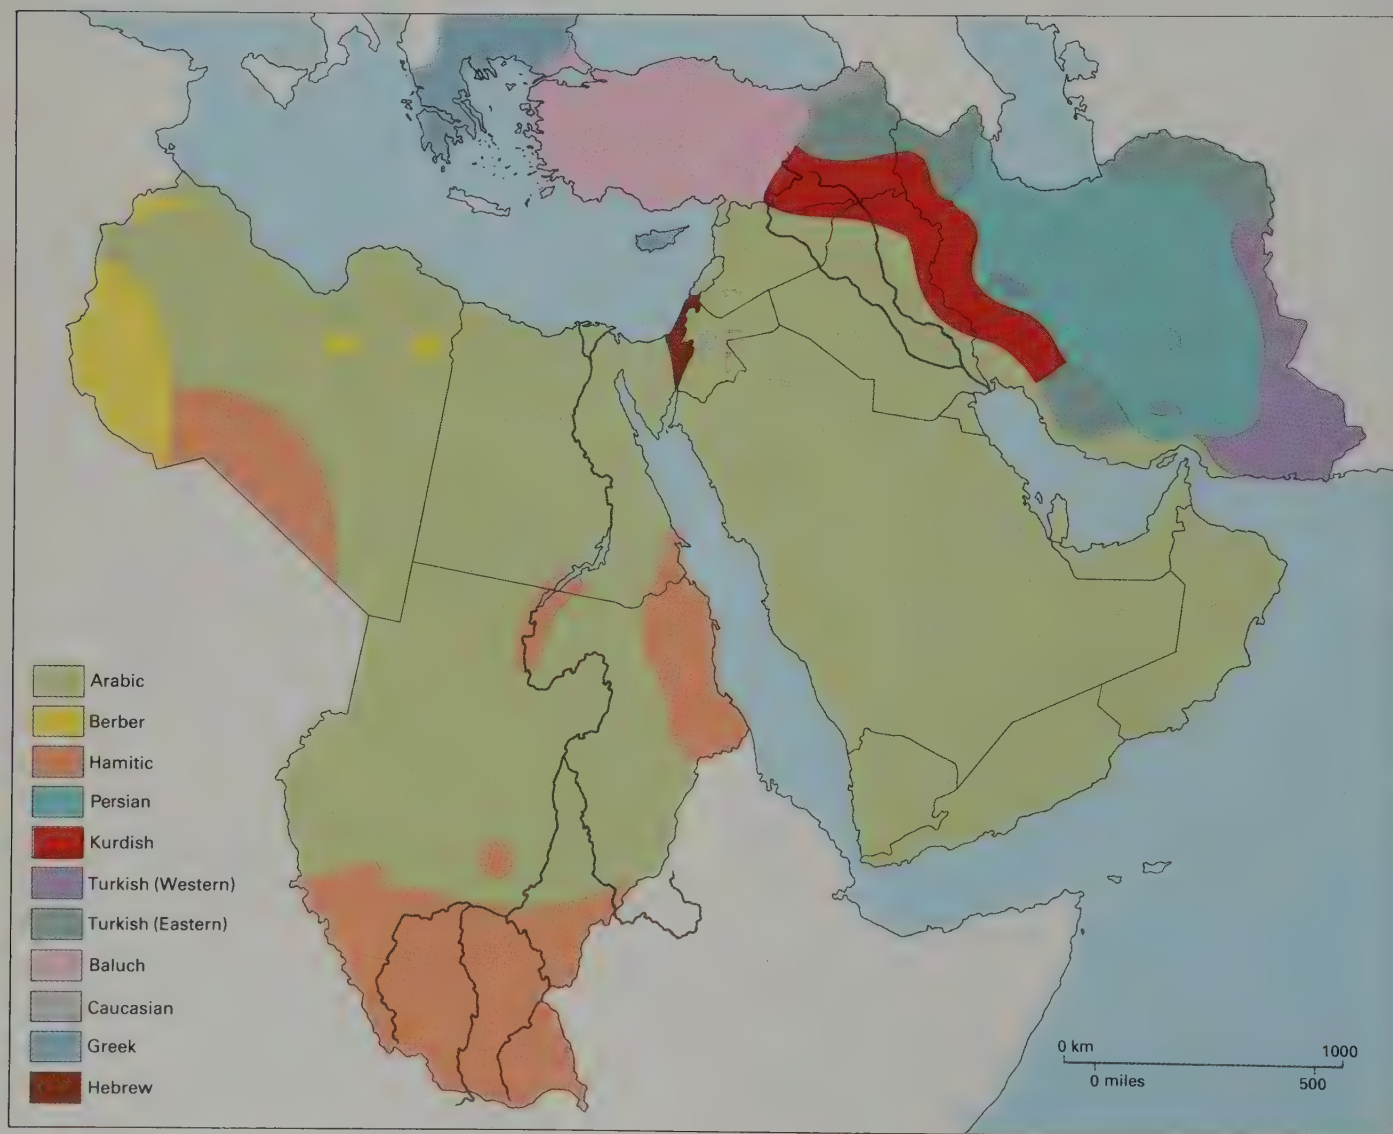 Arabic
Berber
Hamitic
Persian
Kurdish
Turkish (Western)
Turkish (Eastern)
Baluch
Caucasian
Greek
Hebrew
0 km 1000
0 miles 500